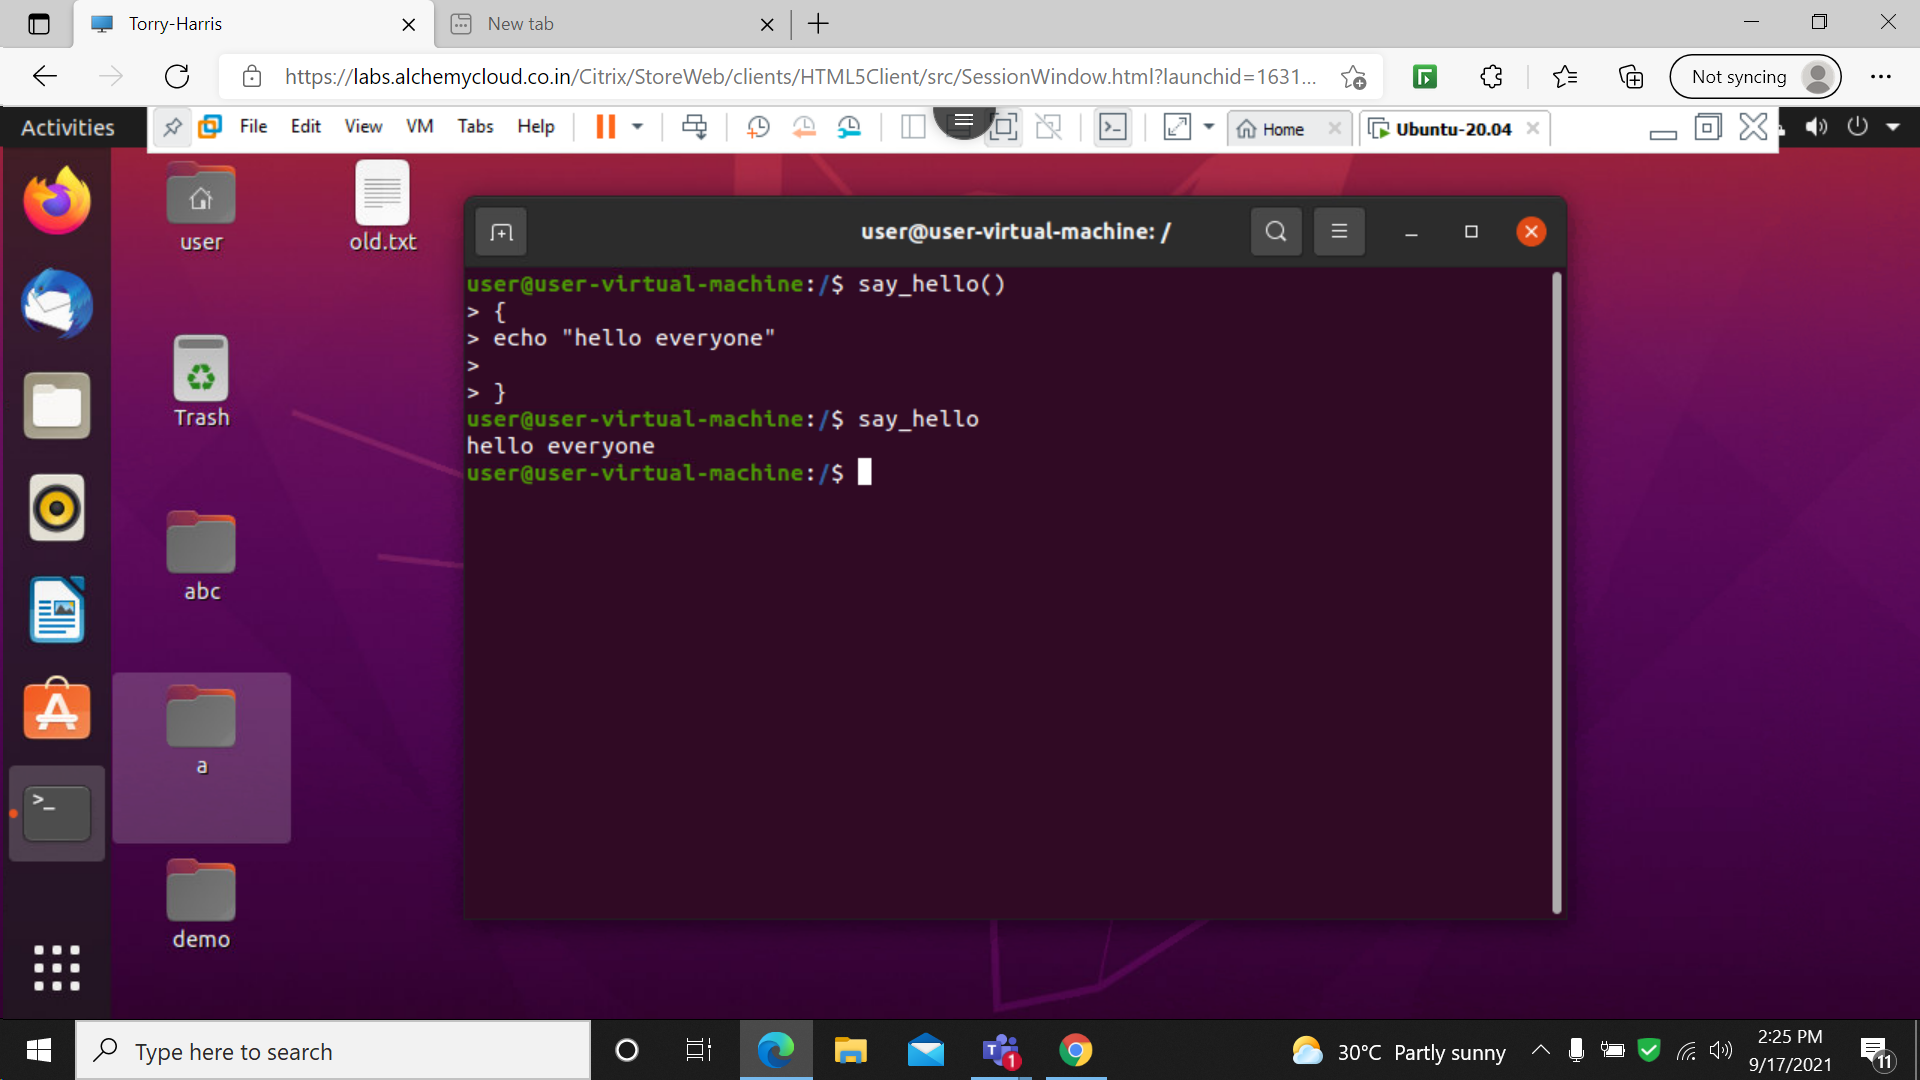 Torry-Harris
New tab
https://labs.alchemycloud.co.in/Citrix/StoreWeb/clients/HTML5Client/src/SessionWindow.html?launchid=1631...
Not syncing
Activities
File Edit View VM Tabs Help
Home
Ubuntu-20.04
user
old.txt
Trash
abc
a
demo
user@user-virtual-machine: /
user@user-virtual-machine:/$ say_hello()
> {
> echo "hello everyone"
>
> }
user@user-virtual-machine:/$ say_hello
hello everyone
user@user-virtual-machine:/$
Type here to search
1
30°C Partly sunny
2:25 PM
9/17/2021
11